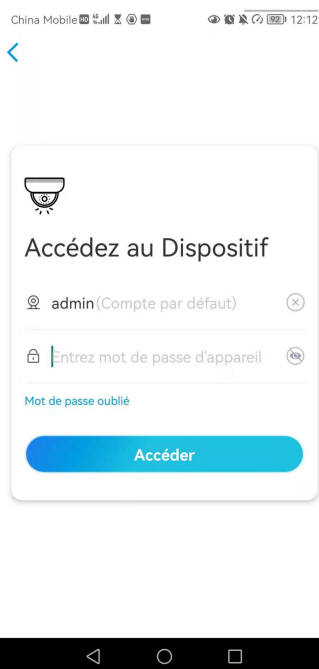 China Mobile HD 12:12
92
Accédez au Dispositif
admin (Compte par défaut)
Entrez mot de passe d'appareil
Mot de passe oublié
Accéder